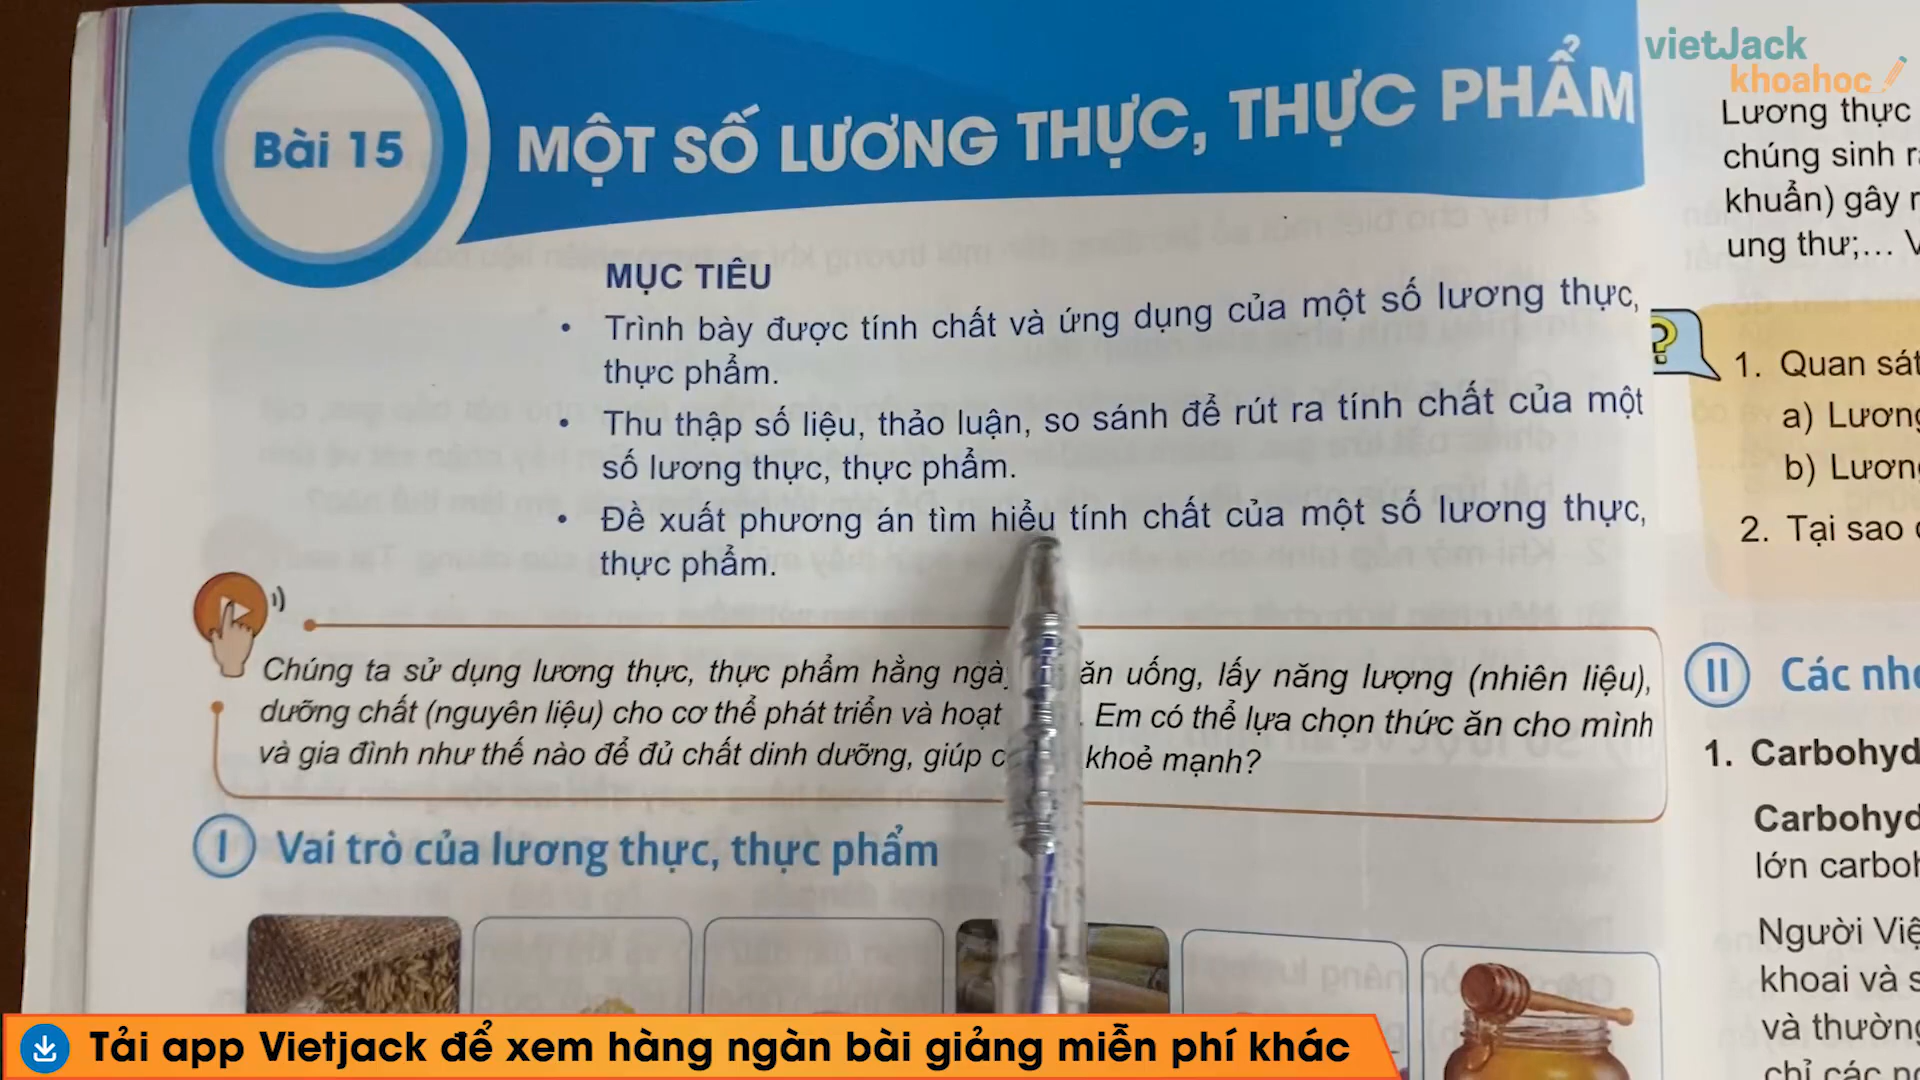 vietJack
khoahoc
Bài 15
MỘT SỐ LƯƠNG THỰC, THỰC PHẨM
MỤC TIÊU
• Trình bày được tính chất và ứng dụng của một số lương thực,
thực phẩm.
• Thu thập số liệu, thảo luận, so sánh để rút ra tính chất của một
số lương thực, thực phẩm.
• Đề xuất phương án tìm hiểu tính chất của một số lương thực,
thực phẩm.
Chúng ta sử dụng lương thực, thực phẩm hằng ăn uống, lấy năng lượng (nhiên liệu),
dưỡng chất (nguyên liệu) cho cơ thể phát triển và hoạt . Em có thể lựa chọn thức ăn cho mình
và gia đình như thế nào để đủ chất dinh dưỡng, giúp khoẻ mạnh?
I Vai trò của lương thực, thực phẩm
Lương thực
chúng sinh
khuẩn) gây
ung thư;...
?
1. Quan sát
a) Lương
b) Lương
2. Tại sao
II Các
1. Carbohyd
Carbohyd
lớn carboh
Người Việ
khoai và
và thường
chỉ các
Tải app Vietjack để xem hàng ngàn bài giảng miễn phí khác